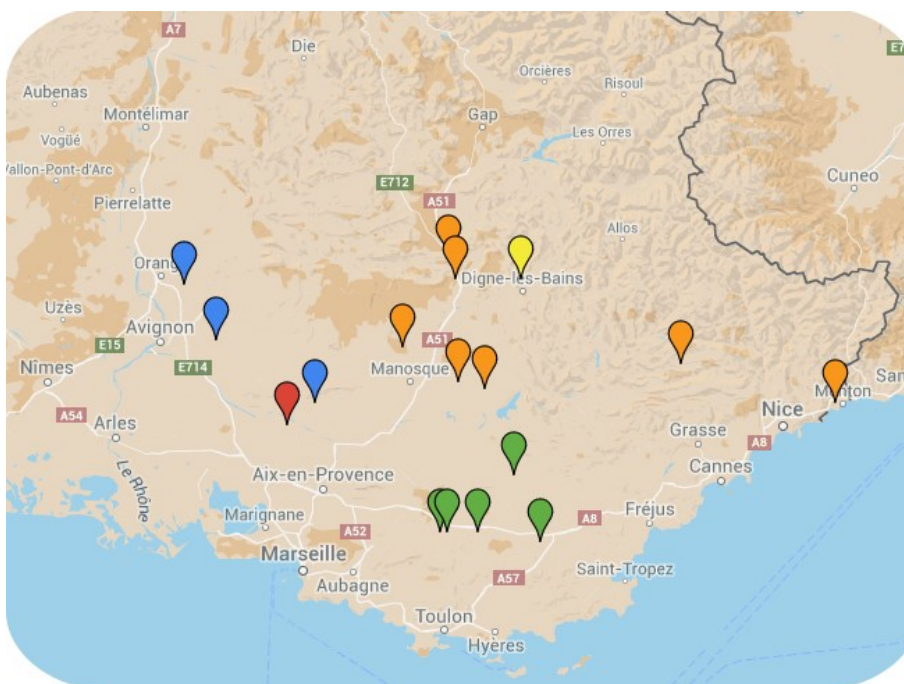 A7
Die
E7
Aubenas
Orcières
Risoul
Montélimar
Gap
Vogüé
Les Orres
Vallon-Pont-d'Arc
E712
Cuneo
Pierrelatte
A51
Allos
Orang
Digne-les-Bains
Uzès
Avignon
E15
A51
E714
Manosque
Nîmes
Menton
San
A54
Arles
Nice
Grasse
A8
Le Rhône
Aix-en-Provence
Cannes
Marignane
A52
A8
Fréjus
Marseille
Aubagne
A57
Saint-Tropez
Toulon
Hyères